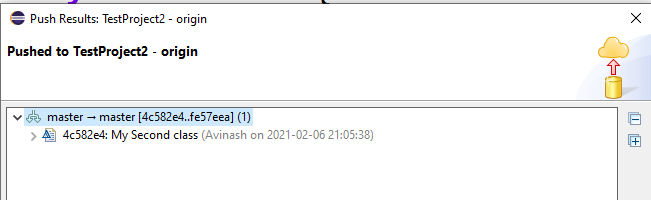 Push Results: TestProject2 - origin
Pushed to TestProject2 - origin
master → master [4c582e4..fe57eea] (1)
4c582e4: My Second class (Avinash on 2021-02-06 21:05:38)